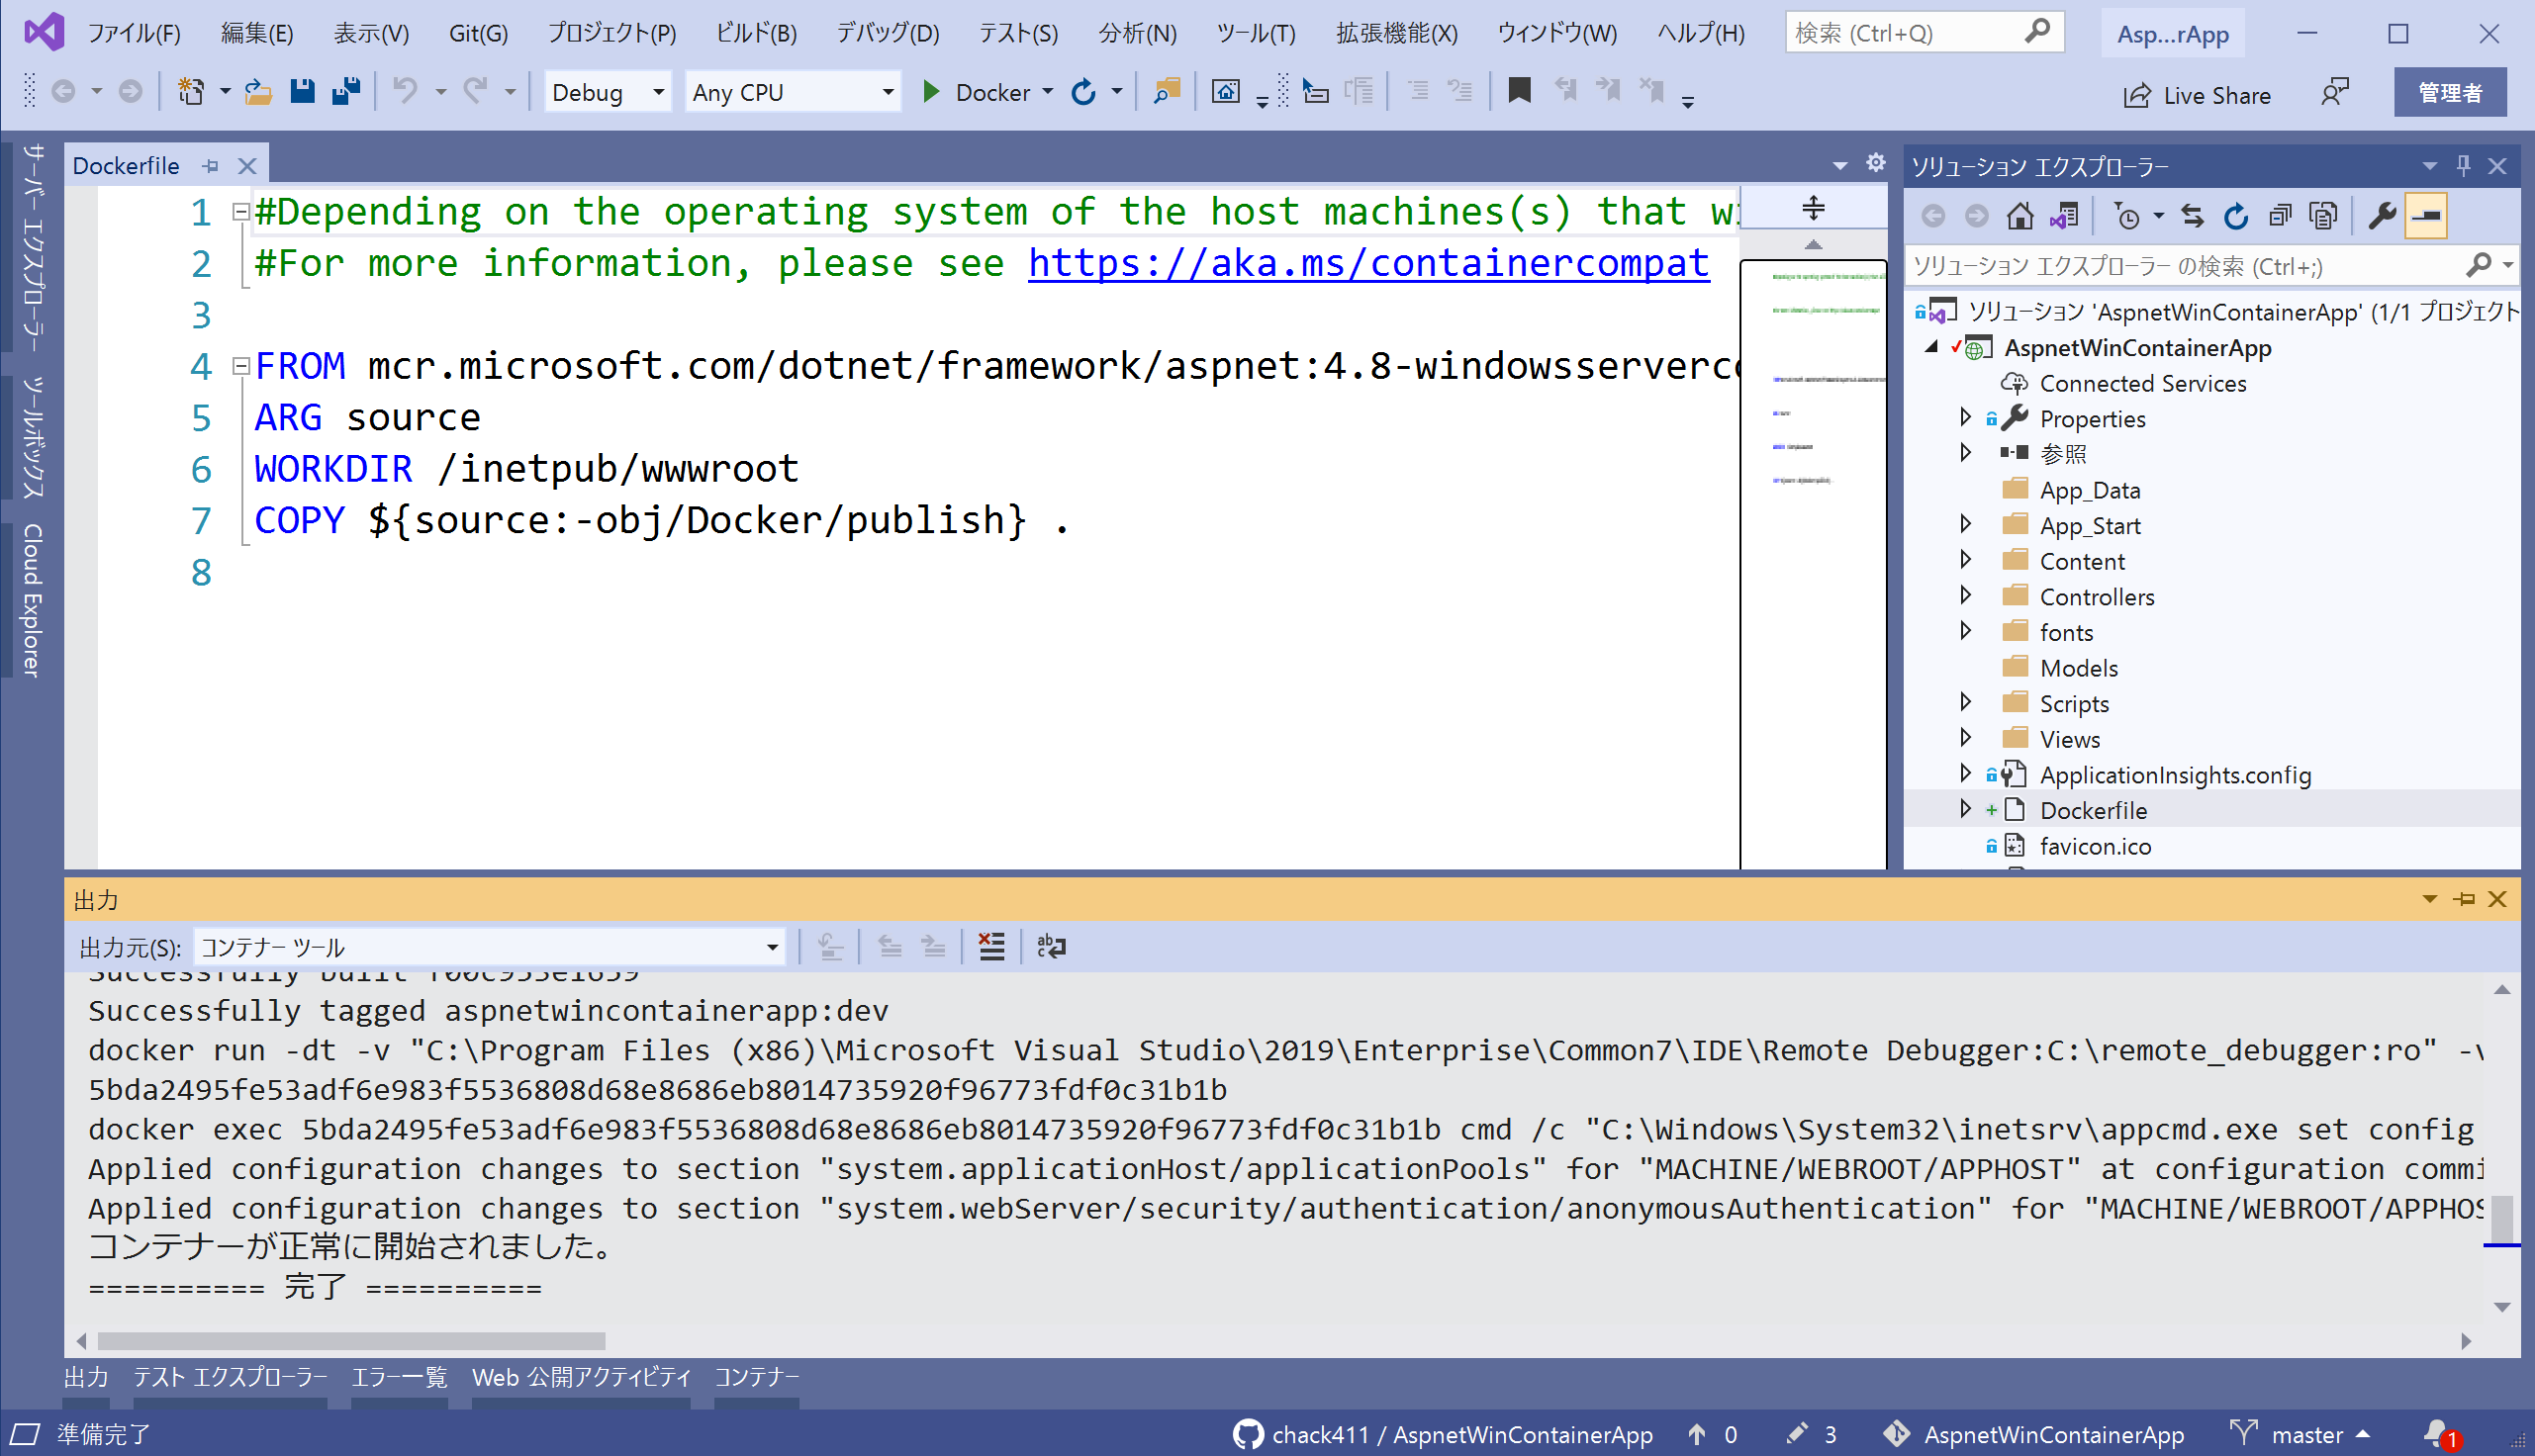 ファイル(F) 編集(E) 表示(V) Git(G) プロジェクト(P) ビルド(B) デバッグ(D) テスト(S) 分析(N) ツール(T) 拡張機能(X) ウィンドウ(W) ヘルプ(H) 検索 (Ctrl+Q) Asp...rApp
Debug Any CPU Docker Live Share 管理者
サーバー エクスプローラー
ツールボックス
Cloud Explorer
Dockerfile
1 #Depending on the operating system of the host machines(s) that
2 #For more information, please see https://aka.ms/containercompat
3
4 FROM mcr.microsoft.com/dotnet/framework/aspnet:4.8-windowsserverc
5 ARG source
6 WORKDIR /inetpub/wwwroot
7 COPY ${source:-obj/Docker/publish} .
8
ソリューション エクスプローラー
ソリューション エクスプローラー の検索 (Ctrl+;)
ソリューション 'AspnetWinContainerApp' (1/1 プロジェクト
AspnetWinContainerApp
Connected Services
Properties
参照
App_Data
App_Start
Content
Controllers
fonts
Models
Scripts
Views
ApplicationInsights.config
Dockerfile
favicon.ico
出力
出力元(S): コンテナー ツール
Successfully built f00c953e1659
Successfully tagged aspnetwincontainerapp:dev
docker run -dt -v "C:\Program Files (x86)\Microsoft Visual Studio\2019\Enterprise\Common7\IDE\Remote Debugger:C:\remote_debugger:ro" -v
5bda2495fe53adf6e983f5536808d68e8686eb8014735920f96773fdf0c31b1b
docker exec 5bda2495fe53adf6e983f5536808d68e8686eb8014735920f96773fdf0c31b1b cmd /c "C:\Windows\System32\inetsrv\appcmd.exe set config
Applied configuration changes to section "system.applicationHost/applicationPools" for "MACHINE/WEBROOT/APPHOST" at configuration commi
Applied configuration changes to section "system.webServer/security/authentication/anonymousAuthentication" for "MACHINE/WEBROOT/APPHOS
コンテナーが正常に開始されました。
========== 完了 ==========
出力 テスト エクスプローラー エラー一覧 Web 公開アクティビティ コンテナー
準備完了 chack411 / AspnetWinContainerApp 0 3 AspnetWinContainerApp master 1